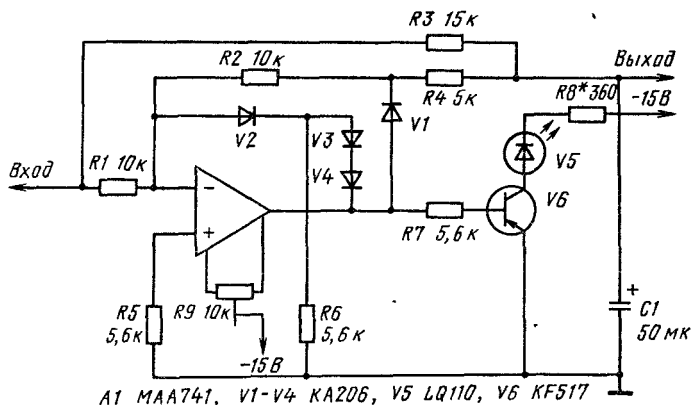 R3 15к
R2 10к
Выход
R4 5к
R8* 360
-15В
V1
V2
V3
V4
V5
Вход
R1 10к
−
+
V6
R7
5,6к
R5
5,6к
R9 10к
R6
5,6к
-15В
+
C1
50 мк
A1 MAA741, V1-V4 KA206, V5 LQ110, V6 KF517